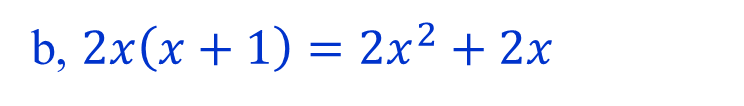 b, 2x(x + 1) = 2x² + 2x